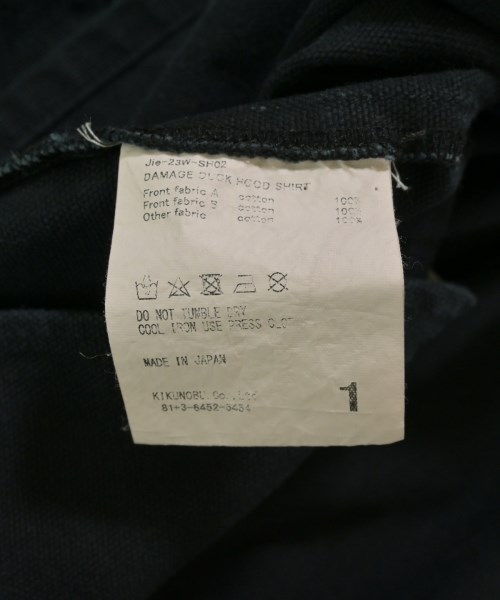 Jie-23W-SH02
DAMAGE DUCK HOOD SHIRT
Front fabric A cotton 100%
Front fabric B cotton 100%
Other fabric cotton 100%
DO NOT TUMBLE DRY
COOL IRON USE PRESS CLOT
MADE IN JAPAN
KIKUNOBU Co.,Ltd
81+3-6452-3454
1